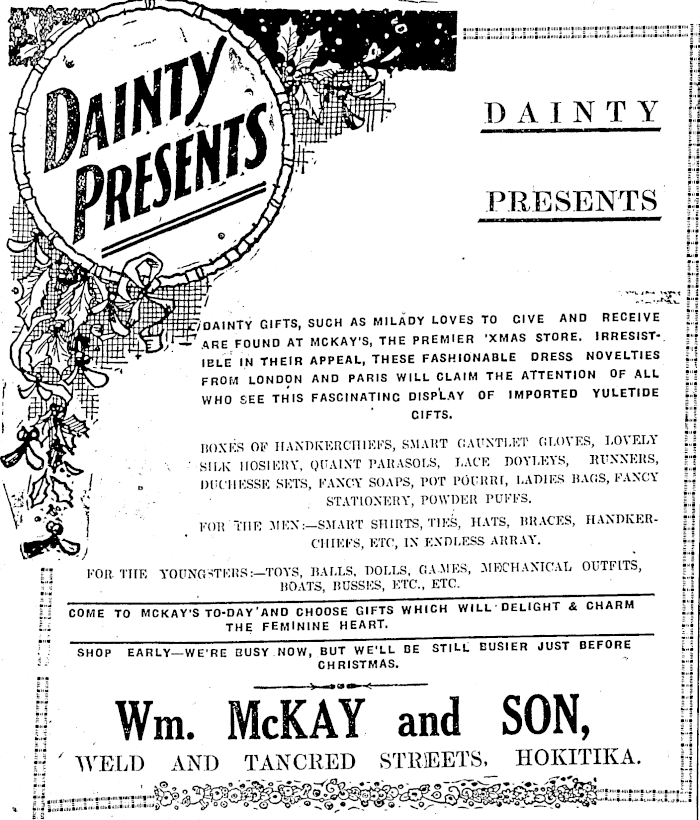 DAINTY
PRESENTS
DAINTY
PRESENTS
DAINTY GIFTS, SUCH AS MILADY LOVES TO GIVE AND RECEIVE
ARE FOUND AT MCKAY'S, THE PREMIER 'XMAS STORE. IRRESIST-
IBLE IN THEIR APPEAL, THESE FASHIONABLE DRESS NOVELTIES
FROM LONDON AND PARIS WILL CLAIM THE ATTENTION OF ALL
WHO SEE THIS FASCINATING DISPLAY OF IMPORTED YULETIDE
GIFTS.
BOXES OF HANDKERCHIEFS, SMART GAUNTLET GLOVES, LOVELY
SILK HOSIERY, QUAINT PARASOLS, LACE DOYLEYS, RUNNERS,
DUCHESSE SETS, FANCY SOAPS, POT POURRI, LADIES BAGS, FANCY
STATIONERY, POWDER PUFFS.
FOR THE MEN:—SMART SHIRTS, TIES, HATS, BRACES, HANDKER-
CHIEFS, ETC, IN ENDLESS ARRAY.
FOR THE YOUNGSTERS:—TOYS, BALLS, DOLLS, GAMES, MECHANICAL OUTFITS,
BOATS, BUSSES, ETC., ETC.
COME TO MCKAY'S TO-DAY AND CHOOSE GIFTS WHICH WILL DELIGHT & CHARM
THE FEMININE HEART.
SHOP EARLY—WE'RE BUSY NOW, BUT WE'LL BE STILL BUSIER JUST BEFORE
CHRISTMAS.
Wm. McKAY and SON,
WELD AND TANCRED STREETS, HOKITIKA.